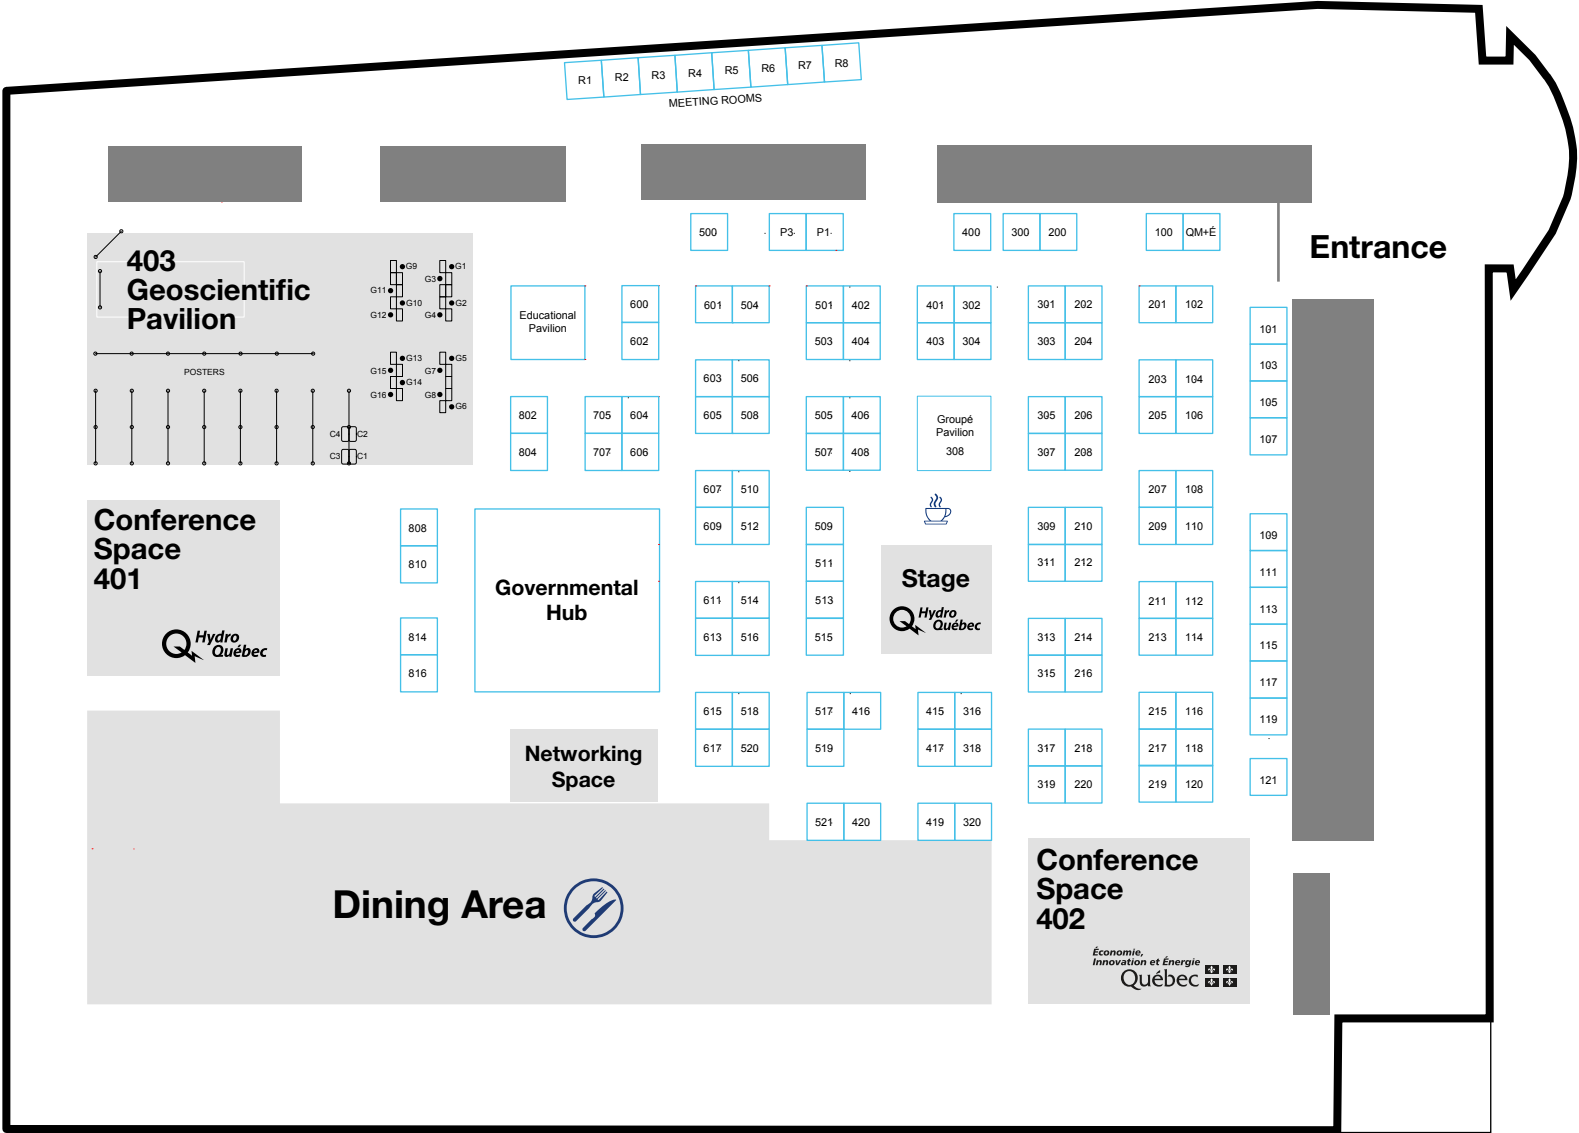 R1 R2 R3 R4 R5 R6 R7 R8
MEETING ROOMS
500 P3 P1 400 300 200 100 QM+É
Entrance
403
Geoscientific
Pavilion
POSTERS
G9 G1
G3
G11
G10 G2
G12 G4
G13 G5
G15 G7
G14
G16 G8
G6
C4 C2
C3 C1
Educational
Pavilion
600
602
601 504
501 402
503 404
401 302
403 304
301 202
303 204
201 102
101
103
105
107
603 506
605 508
203 104
205 106
802
804
705 604
707 606
505 406
507 408
Groupé
Pavilion
308
305 206
307 208
607 510
609 512
207 108
209 110
Conference
Space
401
Hydro
Québec
808
810
814
816
Governmental
Hub
509
511
513
515
Stage
Hydro
Québec
309 210
311 212
109
111
113
115
117
119
121
611 514
613 516
211 112
213 114
313 214
315 216
615 518
617 520
517 416
519
415 316
417 318
215 116
217 118
219 120
317 218
319 220
Networking
Space
521 420
419 320
Dining Area
Conference
Space
402
Économie,
Innovation et Énergie
Québec